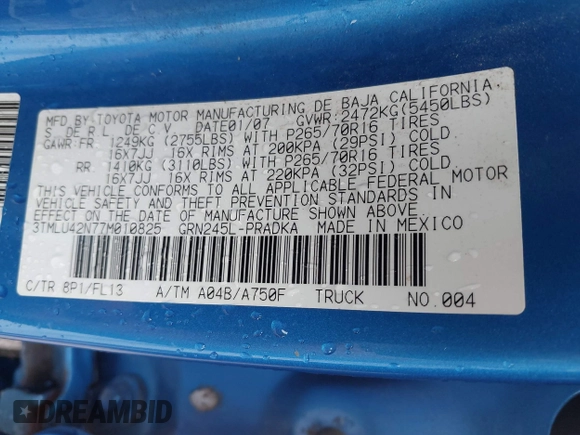 MFD BY TOYOTA MOTOR MANUFACTURING DE BAJA CALIFORNIA,
S. DE R.L. DE C.V. DATE 01/07 GVWR:2472KG(5450LBS)
GAWR FR. 1249KG (2755LBS) WITH P265/70R16 TIRES
16X7JJ 16X RIMS AT 200KPA (29PSI) COLD.
RR 1410KG (3110LBS) WITH P265/70R16 TIRES
16X7JJ 16X RIMS AT 220KPA (32PSI) COLD.
THIS VEHICLE CONFORMS TO ALL APPLICABLE FEDERAL MOTOR
VEHICLE SAFETY AND THEFT PREVENTION STANDARDS IN
EFFECT ON THE DATE OF MANUFACTURE SHOWN ABOVE.
3TMLU42N77M010825 GRN245L-PRADKA MADE IN MEXICO
C/TR 8P1/FL13 A/TM A04B/A750F TRUCK NO.004
DREAMBID